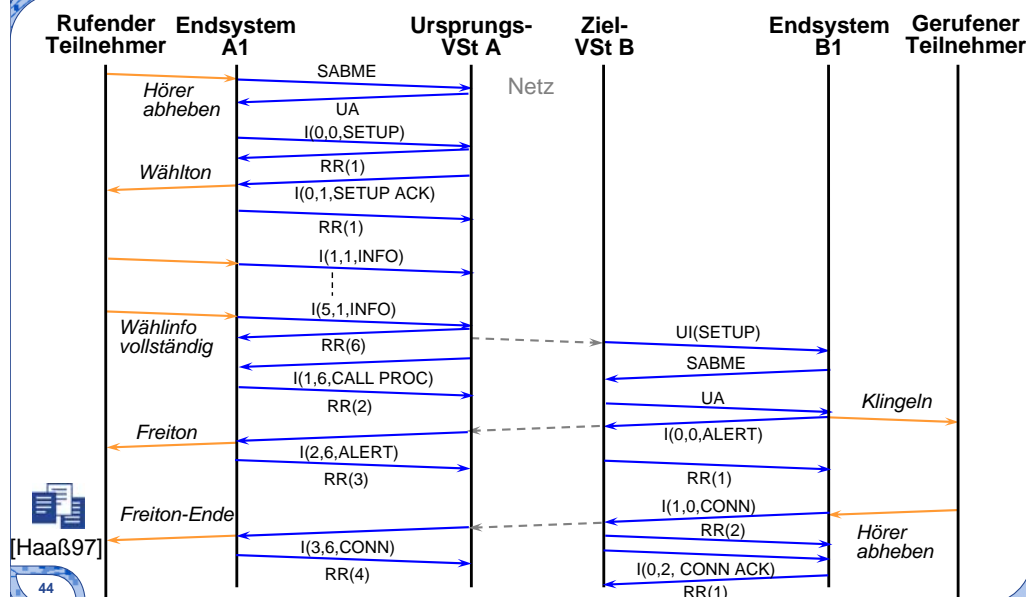 Rufender Teilnehmer
Endsystem A1
Ursprungs- VSt A
Ziel- VSt B
Endsystem B1
Gerufener Teilnehmer
Netz
SABME
Hörer abheben
UA
I(0,0,SETUP)
RR(1)
Wählton
I(0,1,SETUP ACK)
RR(1)
I(1,1,INFO)
I(5,1,INFO)
Wählinfo vollständig
RR(6)
UI(SETUP)
SABME
I(1,6,CALL PROC)
RR(2)
UA
Klingeln
Freiton
I(0,0,ALERT)
I(2,6,ALERT)
RR(3)
RR(1)
I(1,0,CONN)
Freiton-Ende
RR(2)
Hörer abheben
[Haaß97]
I(3,6,CONN)
RR(4)
I(0,2, CONN ACK)
RR(1)
44